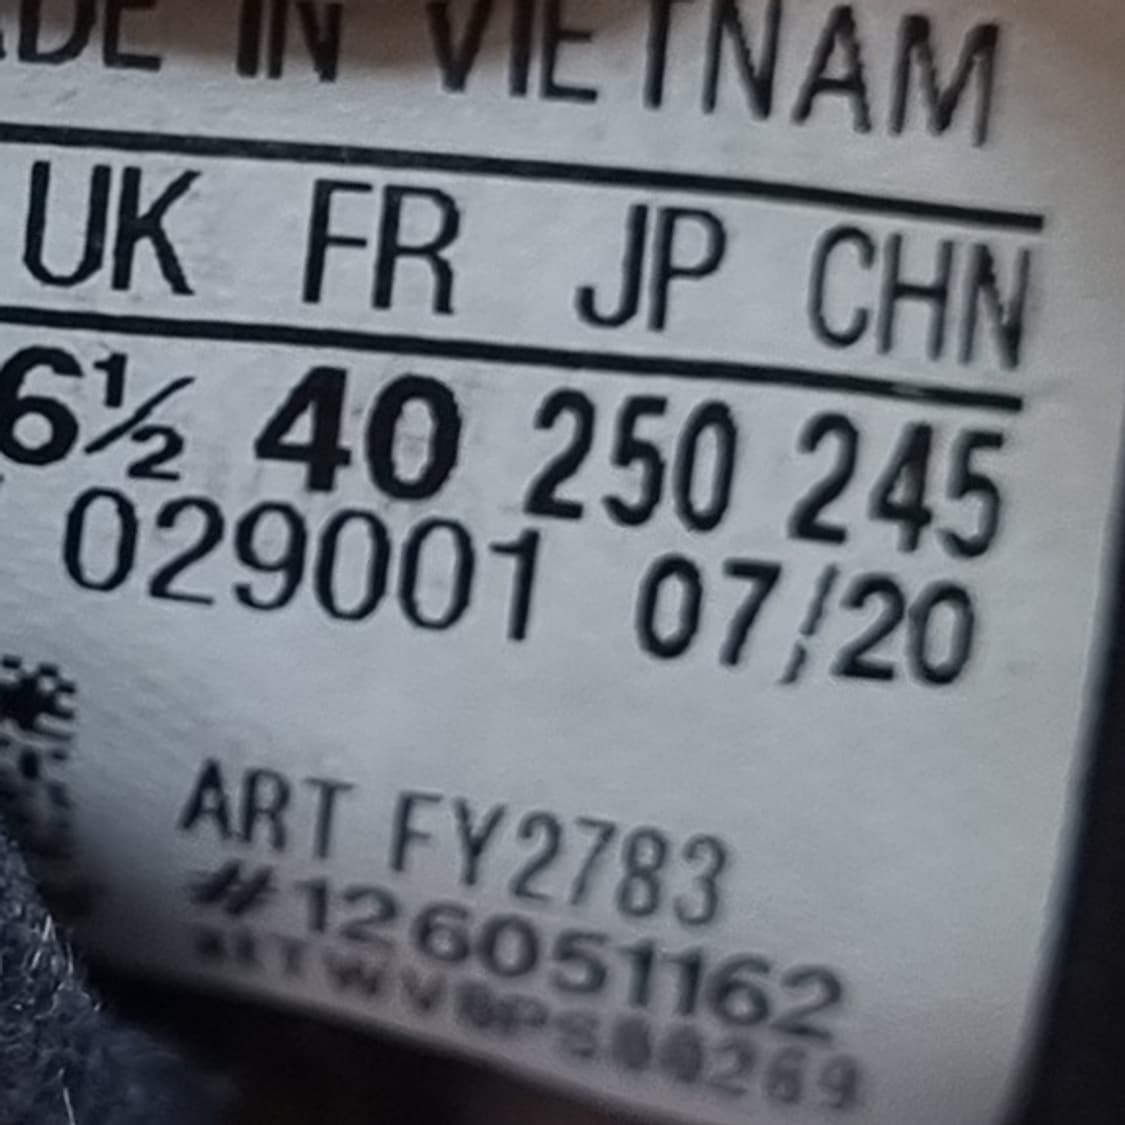 ADE IN VIETNAM
UK FR JP CHN
6½ 40 250 245
029001 07/20
ART FY2783
#126051162